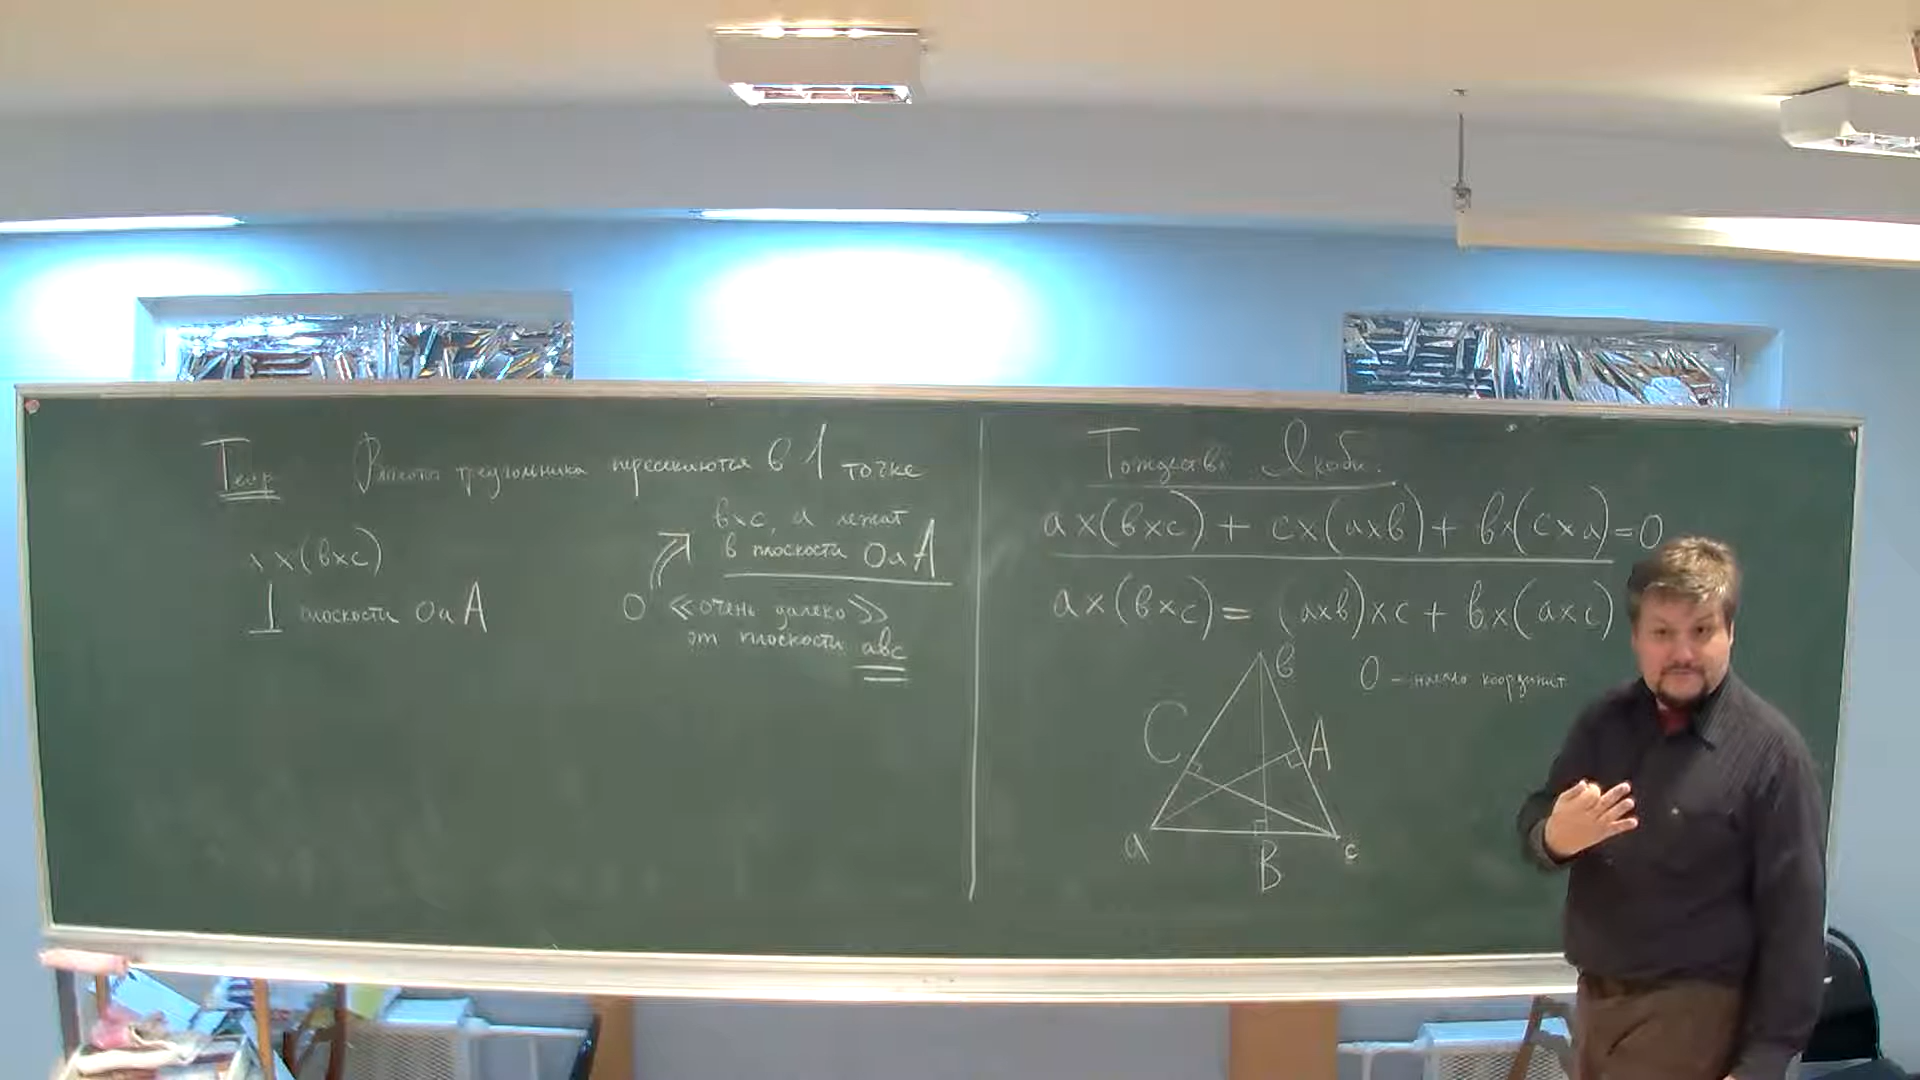 Теор Высоты треугольника пересекаются в 1 точке
a×(в×с)
⊥ плоскости OaA
в×с, a лежат
в плоскости OaA
O «очень далеко»
от плоскости aвс
Тождество Якоби.
a×(в×с) + с×(a×в) + в×(с×a) = 0
a×(в×с) = (a×в)×с + в×(a×с)
O – начало координат
в
C
A
a
B
с